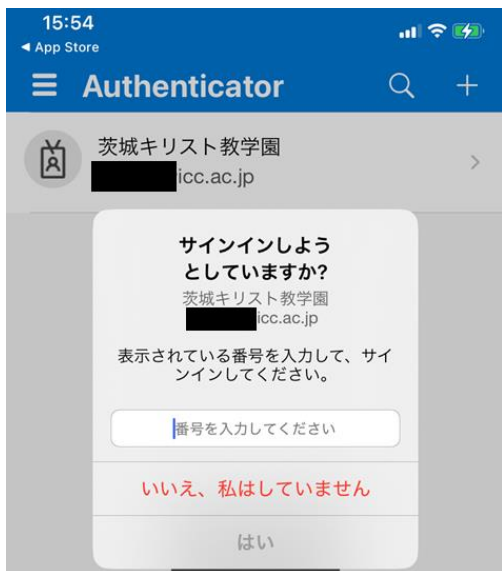 15:54
◀ App Store
Authenticator
茨城キリスト教学園
icc.ac.jp
サインインしよう
としていますか?
茨城キリスト教学園
icc.ac.jp
表示されている番号を入力して、サイ
ンインしてください。
番号を入力してください
いいえ、私はしていません
はい